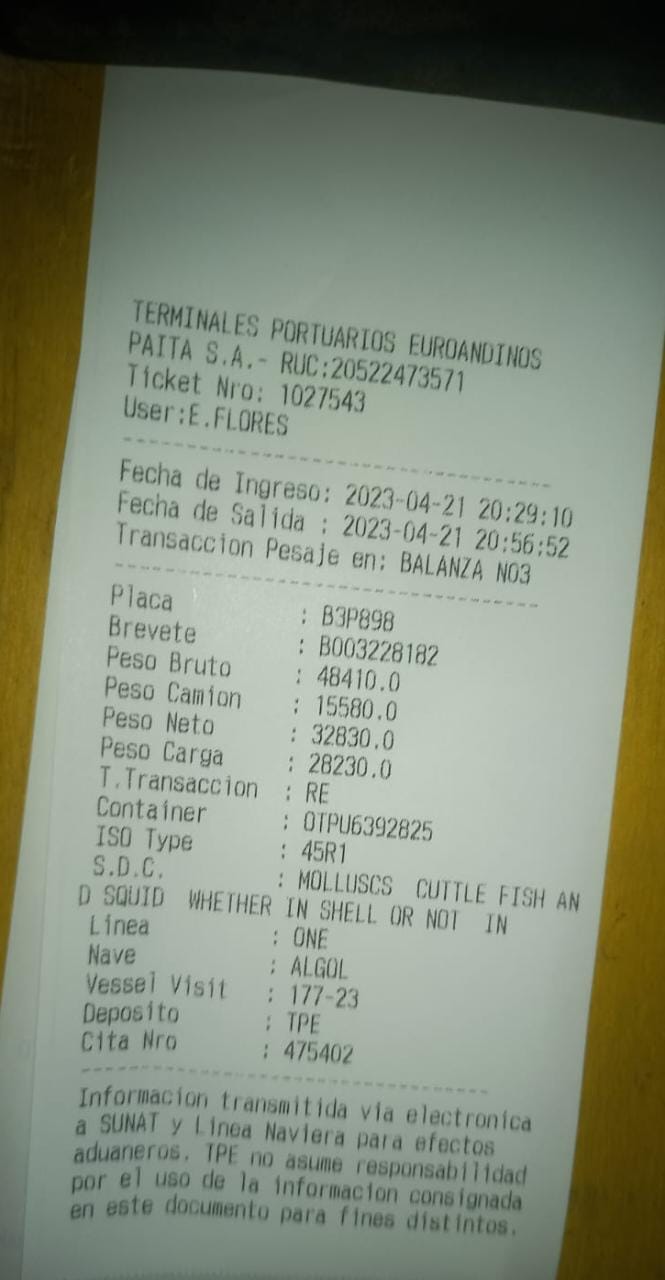 TERMINALES PORTUARIOS EUROANDINOS
PAITA S.A.- RUC:20522473571
Ticket Nro: 1027543
User:E.FLORES
Fecha de Ingreso: 2023-04-21 20:29:10
Fecha de Salida : 2023-04-21 20:56:52
Transaccion Pesaje en: BALANZA NO3
Placa : B3P898
Brevete : B003228182
Peso Bruto : 48410.0
Peso Camion : 15580.0
Peso Neto : 32830.0
Peso Carga : 28230.0
T.Transaccion : RE
Container : OTPU6392825
ISO Type : 45R1
S.D.C. : MOLLUSCS CUTTLE FISH AN
D SQUID WHETHER IN SHELL OR NOT IN
Linea : ONE
Nave : ALGOL
Vessel Visit : 177-23
Deposito : TPE
Cita Nro : 475402
Informacion transmitida via electronica
a SUNAT y Linea Naviera para efectos
aduaneros. TPE no asume responsabilidad
por el uso de la informacion consignada
en este documento para fines distintos.